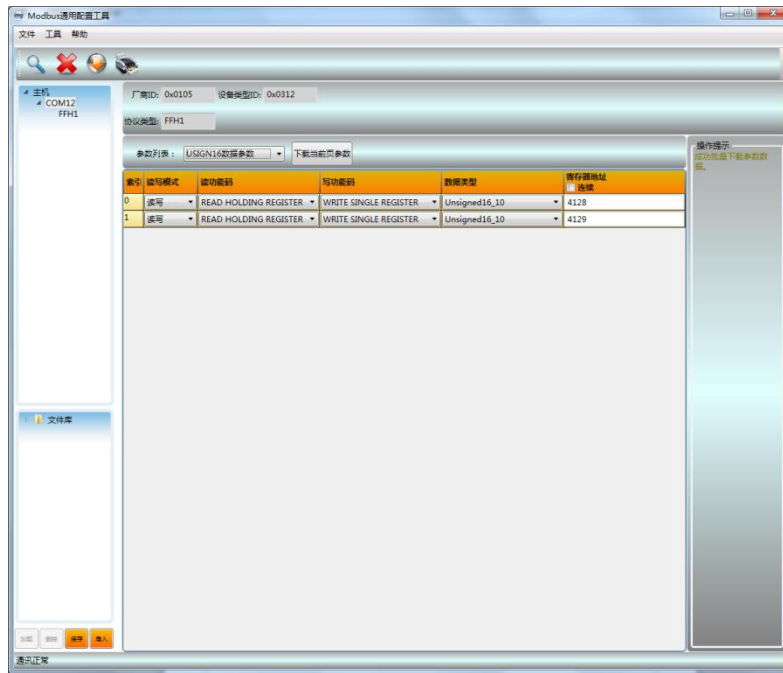 Modbus通用配置工具
文件 工具 帮助
主机
COM12
FFH1
厂商ID: 0x0105 设备类型ID: 0x0312
协议类型: FFH1
参数列表： USIGN16数据参数 下载当前页参数
索引 读写模式 读功能码 写功能码 数据类型 寄存器地址
连续
0 读写 READ HOLDING REGISTER WRITE SINGLE REGISTER Unsigned16_10 4128
1 读写 READ HOLDING REGISTER WRITE SINGLE REGISTER Unsigned16_10 4129
操作提示
成功批量下载参数数
据。
文件库
加载 删除 保存 导入
通讯正常